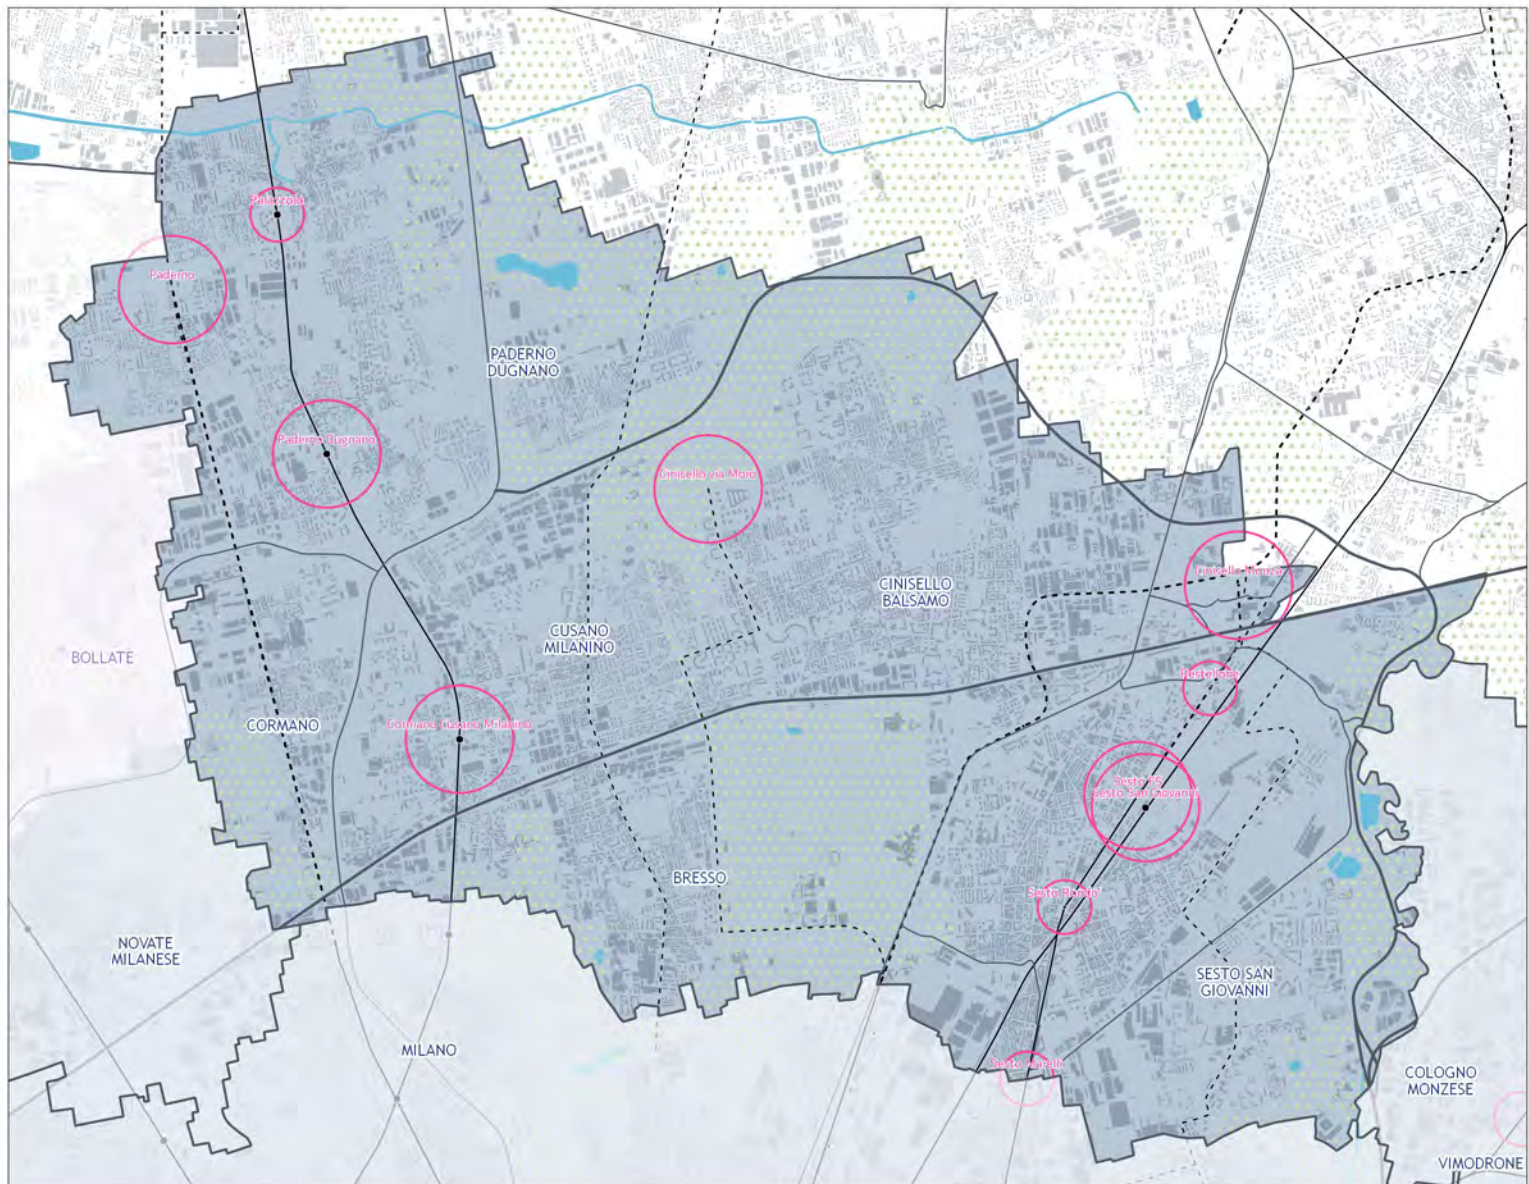 Palazzolo
Paderno
PADERNO
DUGNANO
Paderno Dugnano
Cinisello via Moro
Cinisello Monza
CINISELLO
BALSAMO
CUSANO
MILANINO
BOLLATE
Restellone
CORMANO
Cormano Cusano Milanino
Sesto FS
Sesto San Giovanni
BRESSO
Sesto Rondo'
NOVATE
MILANESE
SESTO SAN
GIOVANNI
MILANO
Sesto Marelli
COLOGNO
MONZESE
VIMODRONE